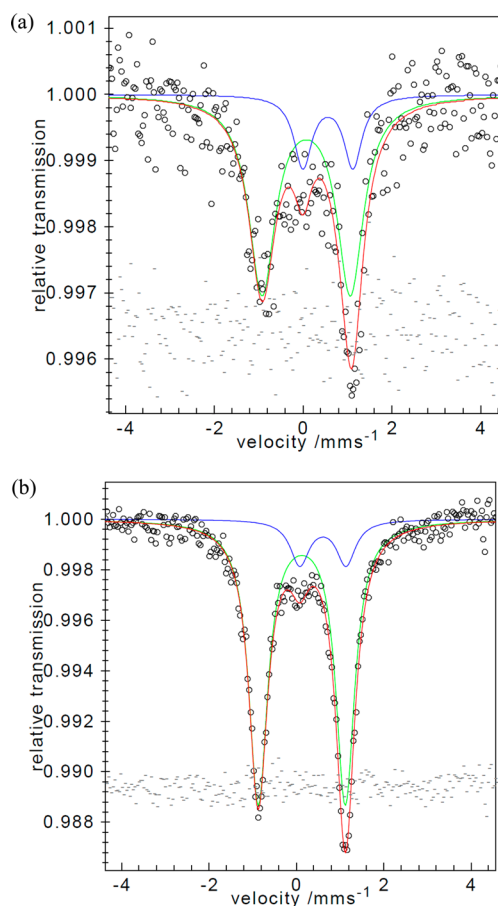 (a)
1.001
1.000
0.999
0.998
0.997
0.996
relative transmission
-4 -2 0 2 4
velocity /mms-1
(b)
1.000
0.998
0.996
0.994
0.992
0.990
0.988
relative transmission
-4 -2 0 2 4
velocity /mms-1